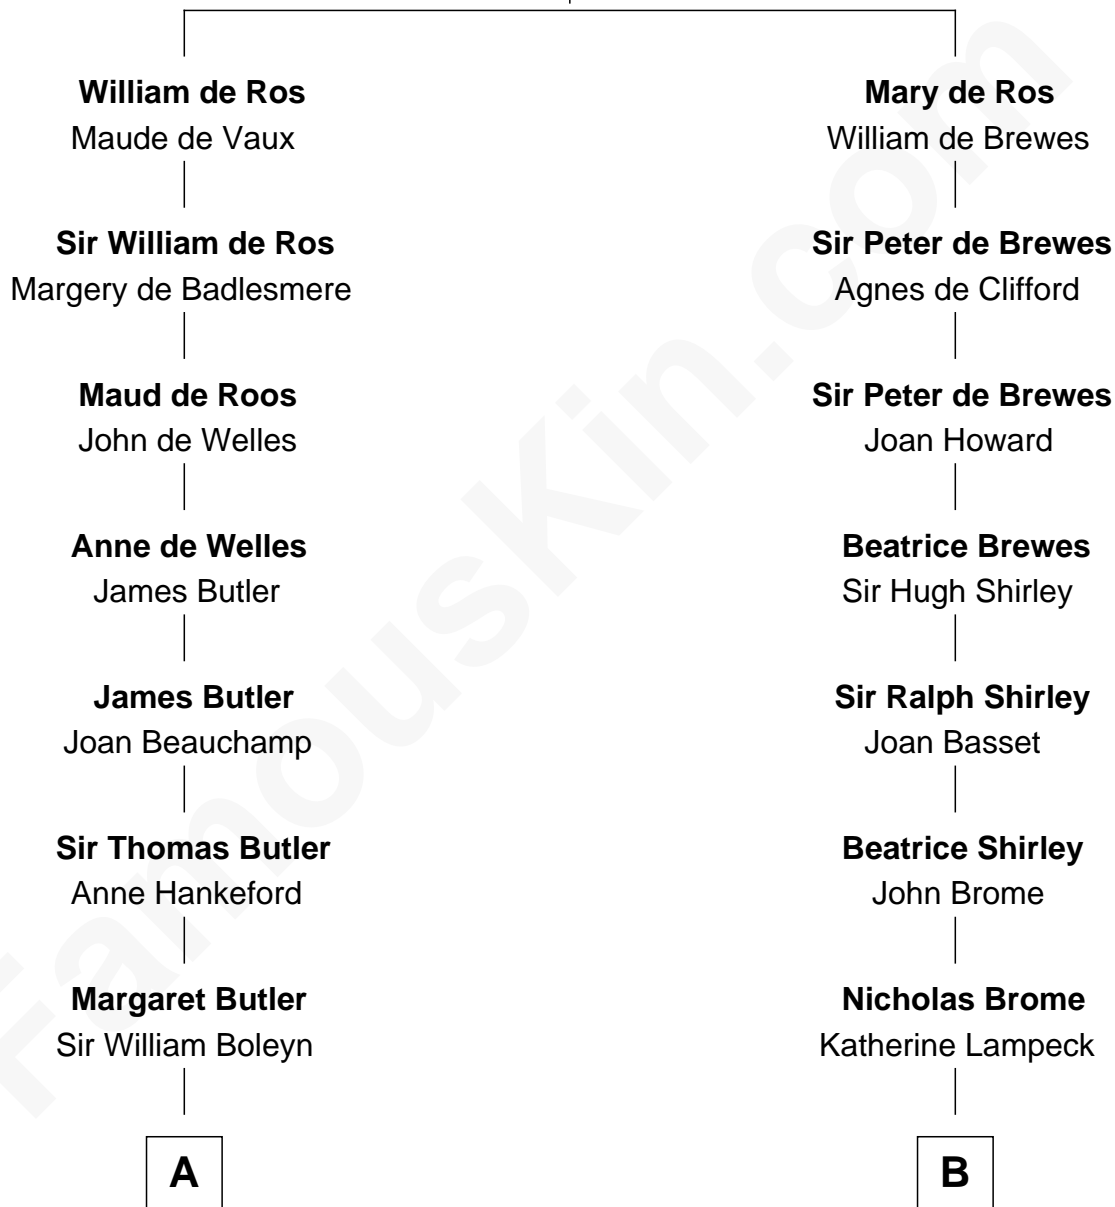 William de Ros
Maude de Vaux
Sir William de Ros
Margery de Badlesmere
Maud de Roos
John de Welles
Anne de Welles
James Butler
James Butler
Joan Beauchamp
Sir Thomas Butler
Anne Hankeford
Margaret Butler
Sir William Boleyn
A
Mary de Ros
William de Brewes
Sir Peter de Brewes
Agnes de Clifford
Sir Peter de Brewes
Joan Howard
Beatrice Brewes
Sir Hugh Shirley
Sir Ralph Shirley
Joan Basset
Beatrice Shirley
John Brome
Nicholas Brome
Katherine Lampeck
B
FamousKin.com